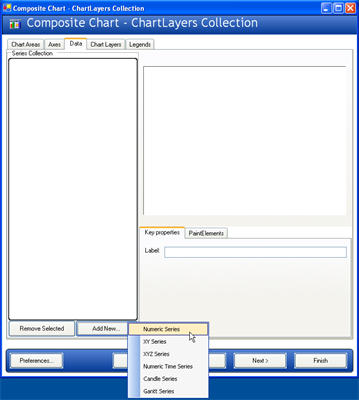 Composite Chart - ChartLayers Collection
Composite Chart - ChartLayers Collection
Chart Areas Axes Data Chart Layers Legends
Series Collection
Key properties PaintElements
Label:
Remove Selected Add New...
Numeric Series
XY Series
XYZ Series
Numeric Time Series
Candle Series
Gantt Series
Preferences... Next > Finish